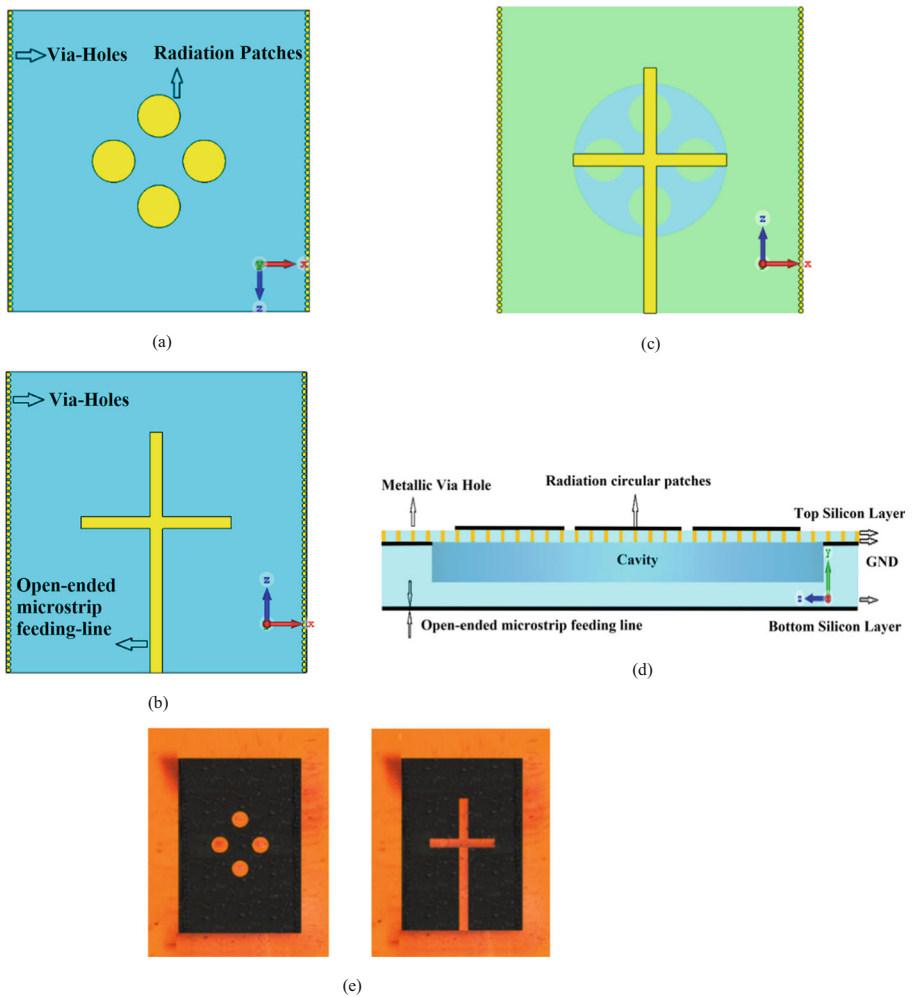 Via-Holes
Radiation Patches
x
z
(a)
z
x
(c)
Via-Holes
Open-ended
microstrip
feeding-line
z
x
(b)
Metallic Via Hole
Radiation circular patches
Top Silicon Layer
Cavity
GND
Y
z
Open-ended microstrip feeding line
Bottom Silicon Layer
(d)
(e)